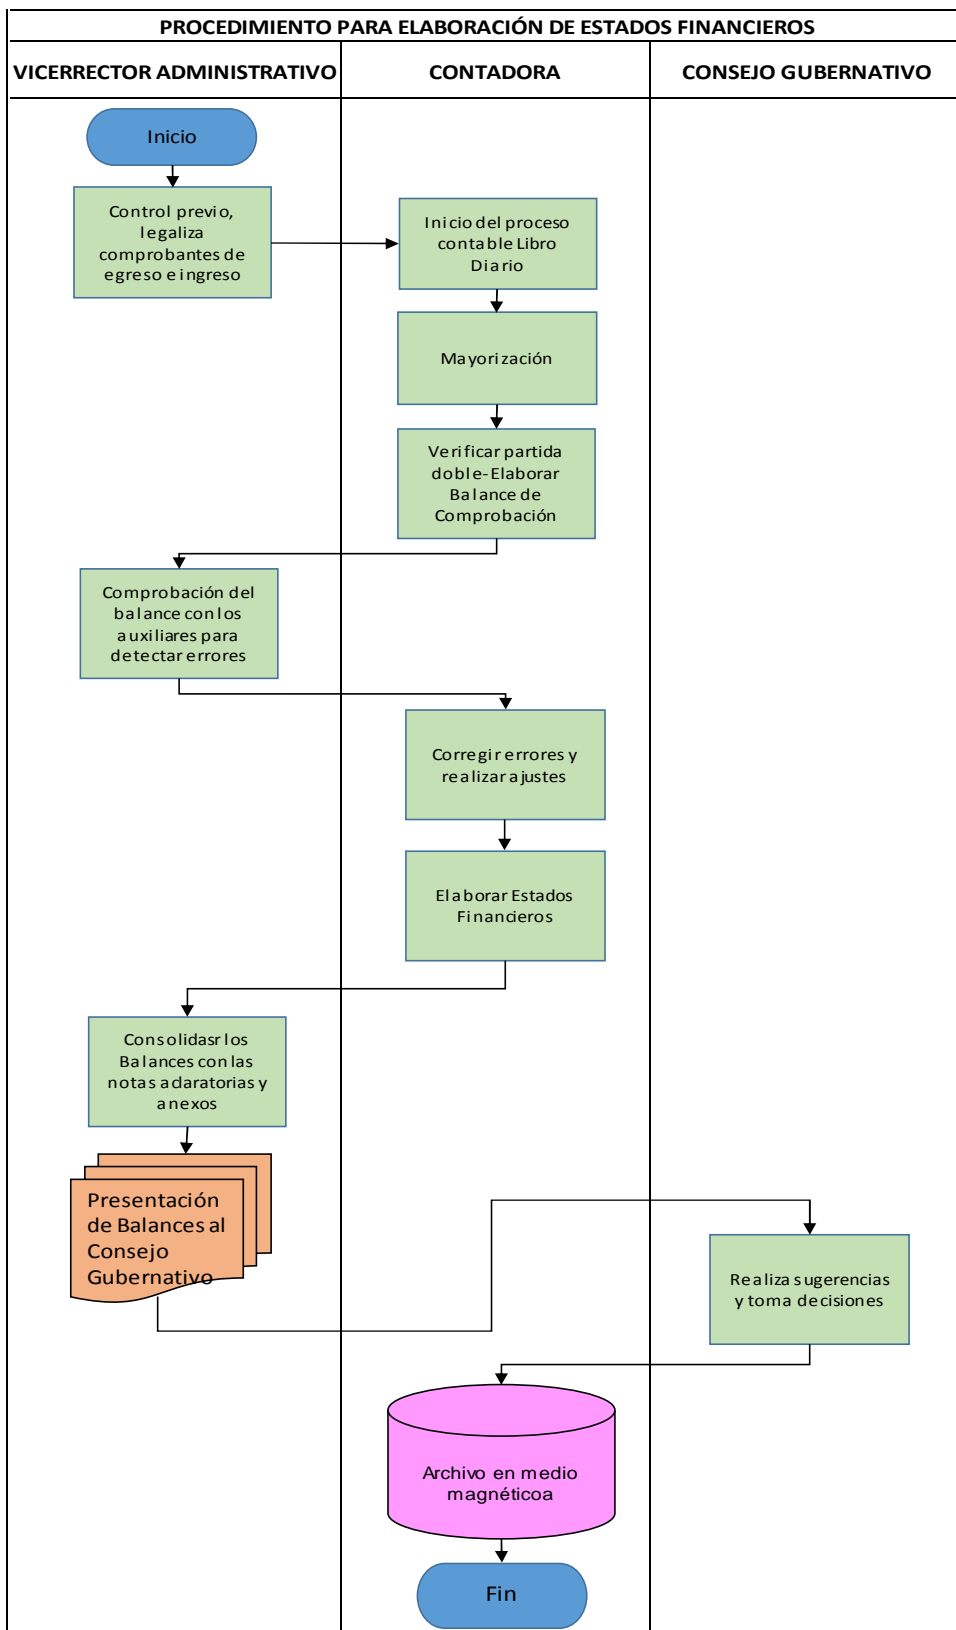 PROCEDIMIENTO PARA ELABORACIÓN DE ESTADOS FINANCIEROS
VICERRECTOR ADMINISTRATIVO
CONTADORA
CONSEJO GUBERNATIVO
Inicio
Control previo,
legaliza
comprobantes de
egreso e ingreso
Inicio del proceso
contable Libro
Diario
Mayorización
Verificar partida
doble-Elaborar
Balance de
Comprobación
Comprobación del
balance con los
auxiliares para
detectar errores
Corregir errores y
realizar ajustes
Elaborar Estados
Financieros
Consolidasr los
Balances con las
notas aclaratorias y
anexos
Presentación
de Balances al
Consejo
Gubernativo
Realiza sugerencias
y toma decisiones
Archivo en medio
magnéticoa
Fin